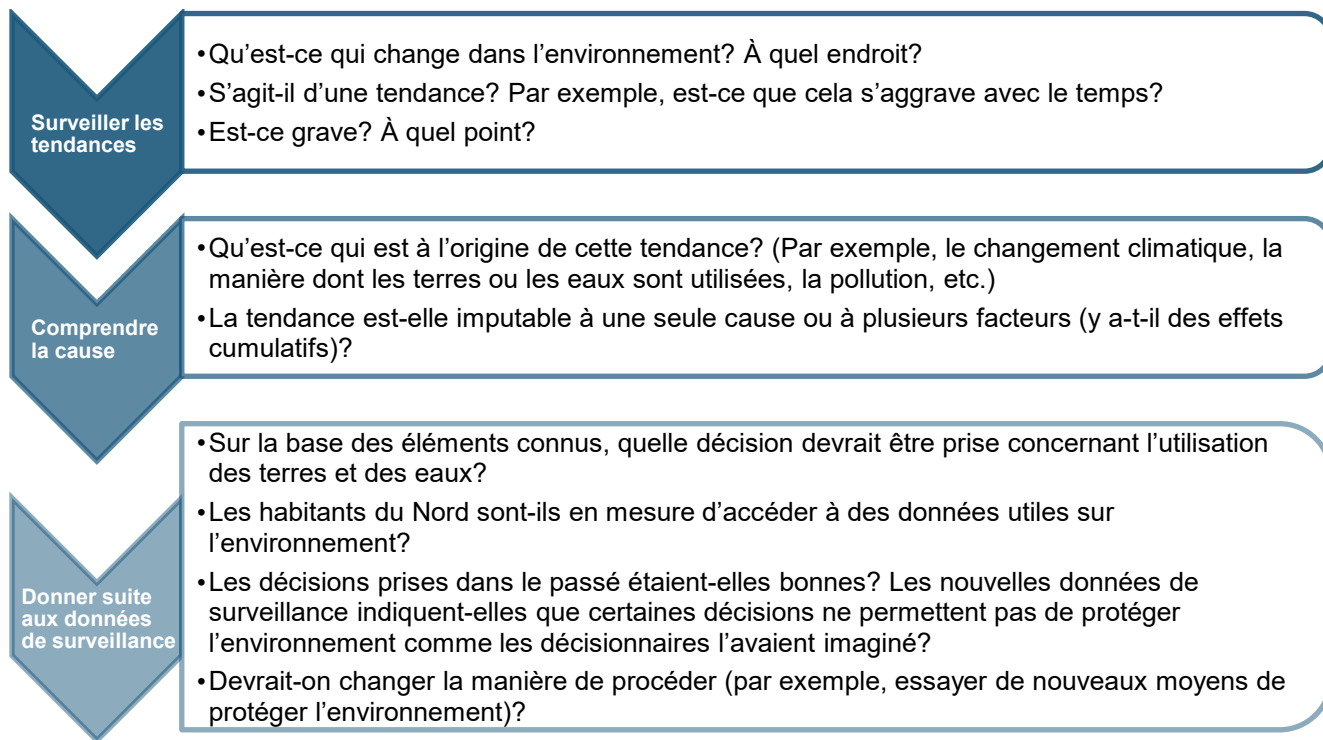 Surveiller les
tendances
•Qu’est-ce qui change dans l’environnement? À quel endroit?
•S’agit-il d’une tendance? Par exemple, est-ce que cela s’aggrave avec le temps?
•Est-ce grave? À quel point?
Comprendre
la cause
•Qu’est-ce qui est à l’origine de cette tendance? (Par exemple, le changement climatique, la
manière dont les terres ou les eaux sont utilisées, la pollution, etc.)
•La tendance est-elle imputable à une seule cause ou à plusieurs facteurs (y a-t-il des effets
cumulatifs)?
Donner suite
aux données
de surveillance
•Sur la base des éléments connus, quelle décision devrait être prise concernant l’utilisation
des terres et des eaux?
•Les habitants du Nord sont-ils en mesure d’accéder à des données utiles sur
l’environnement?
•Les décisions prises dans le passé étaient-elles bonnes? Les nouvelles données de
surveillance indiquent-elles que certaines décisions ne permettent pas de protéger
l’environnement comme les décisionnaires l’avaient imaginé?
•Devrait-on changer la manière de procéder (par exemple, essayer de nouveaux moyens de
protéger l’environnement)?